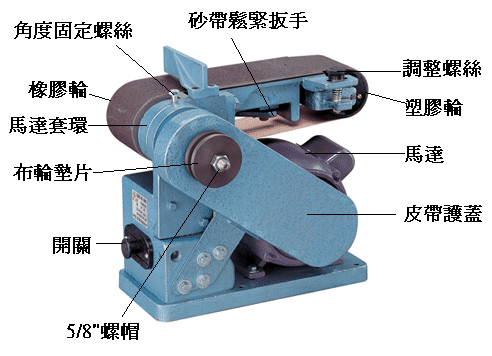 砂帶鬆緊扳手
角度固定螺絲
調整螺絲
橡膠輪
塑膠輪
馬達套環
馬達
布輪墊片
皮帶護蓋
開關
5/8"螺帽